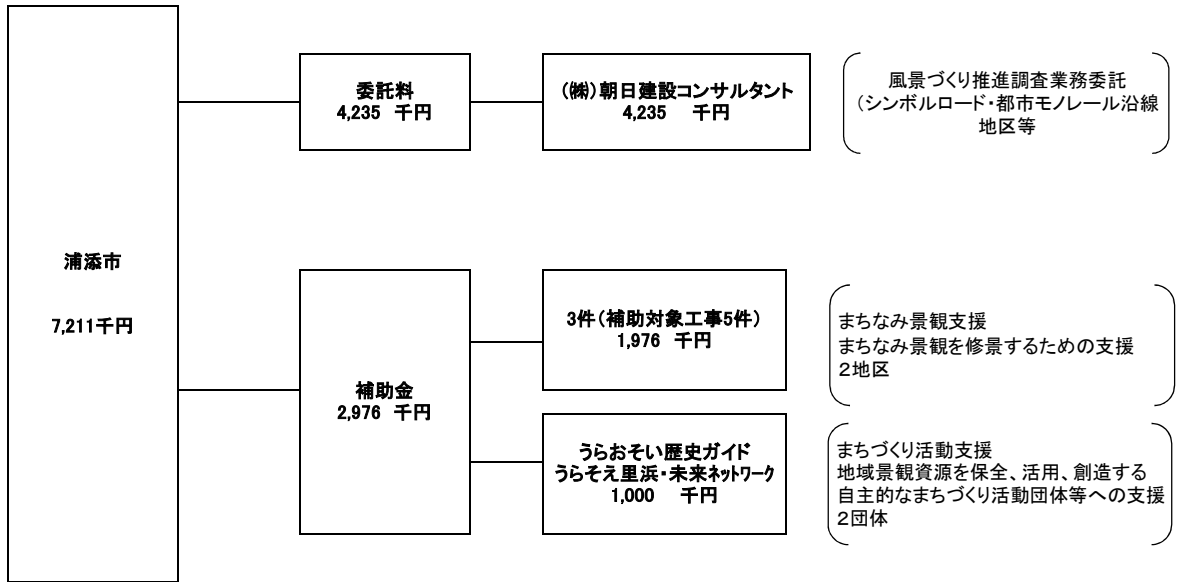 浦添市
7,211千円
委託料
4,235 千円
(㈱)朝日建設コンサルタント
4,235 千円
風景づくり推進調査業務委託
(シンボルロード・都市モノレール沿線
地区等
補助金
2,976 千円
3件(補助対象工事5件)
1,976 千円
まちなみ景観支援
まちなみ景観を修景するための支援
2地区
うらおそい歴史ガイド
うらそえ里浜・未来ネットワーク
1,000 千円
まちづくり活動支援
地域景観資源を保全、活用、創造する
自主的なまちづくり活動団体等への支援
2団体